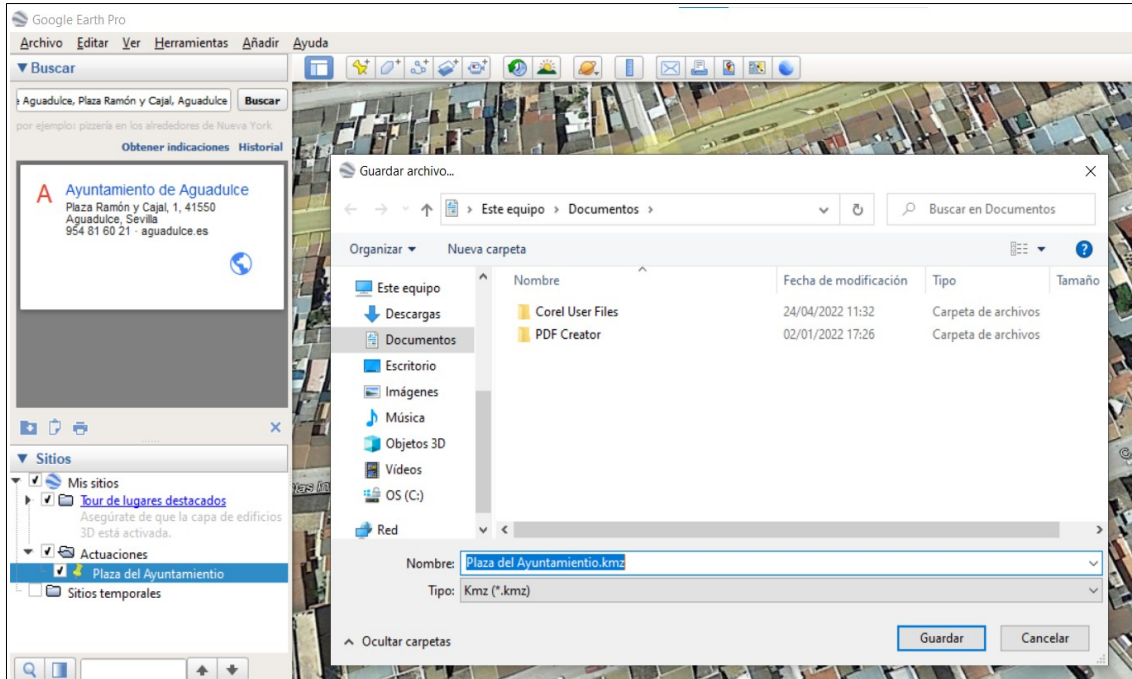 Google Earth Pro
Archivo Editar Ver Herramientas Añadir Ayuda
Buscar
Aguadulce, Plaza Ramón y Cajal, Aguadulce Buscar
por ejemplo: pizzería en los alrededores de Nueva York
Obtener indicaciones Historial
A Ayuntamiento de Aguadulce
Plaza Ramón y Cajal, 1, 41550
Aguadulce, Sevilla
954 81 60 21 · aguadulce.es
Sitios
Mis sitios
Tour de lugares destacados
Asegúrate de que la capa de edificios
3D está activada.
Actuaciones
Plaza del Ayuntamientio
Sitios temporales
Guardar archivo...
Este equipo > Documentos >
Buscar en Documentos
Organizar Nueva carpeta
Este equipo
Descargas
Documentos
Escritorio
Imágenes
Música
Objetos 3D
Vídeos
OS (C:)
Red
Nombre Fecha de modificación Tipo Tamaño
Corel User Files 24/04/2022 11:32 Carpeta de archivos
PDF Creator 02/01/2022 17:26 Carpeta de archivos
Nombre: Plaza del Ayuntamientio.kmz
Tipo: Kmz (*.kmz)
Ocultar carpetas
Guardar Cancelar